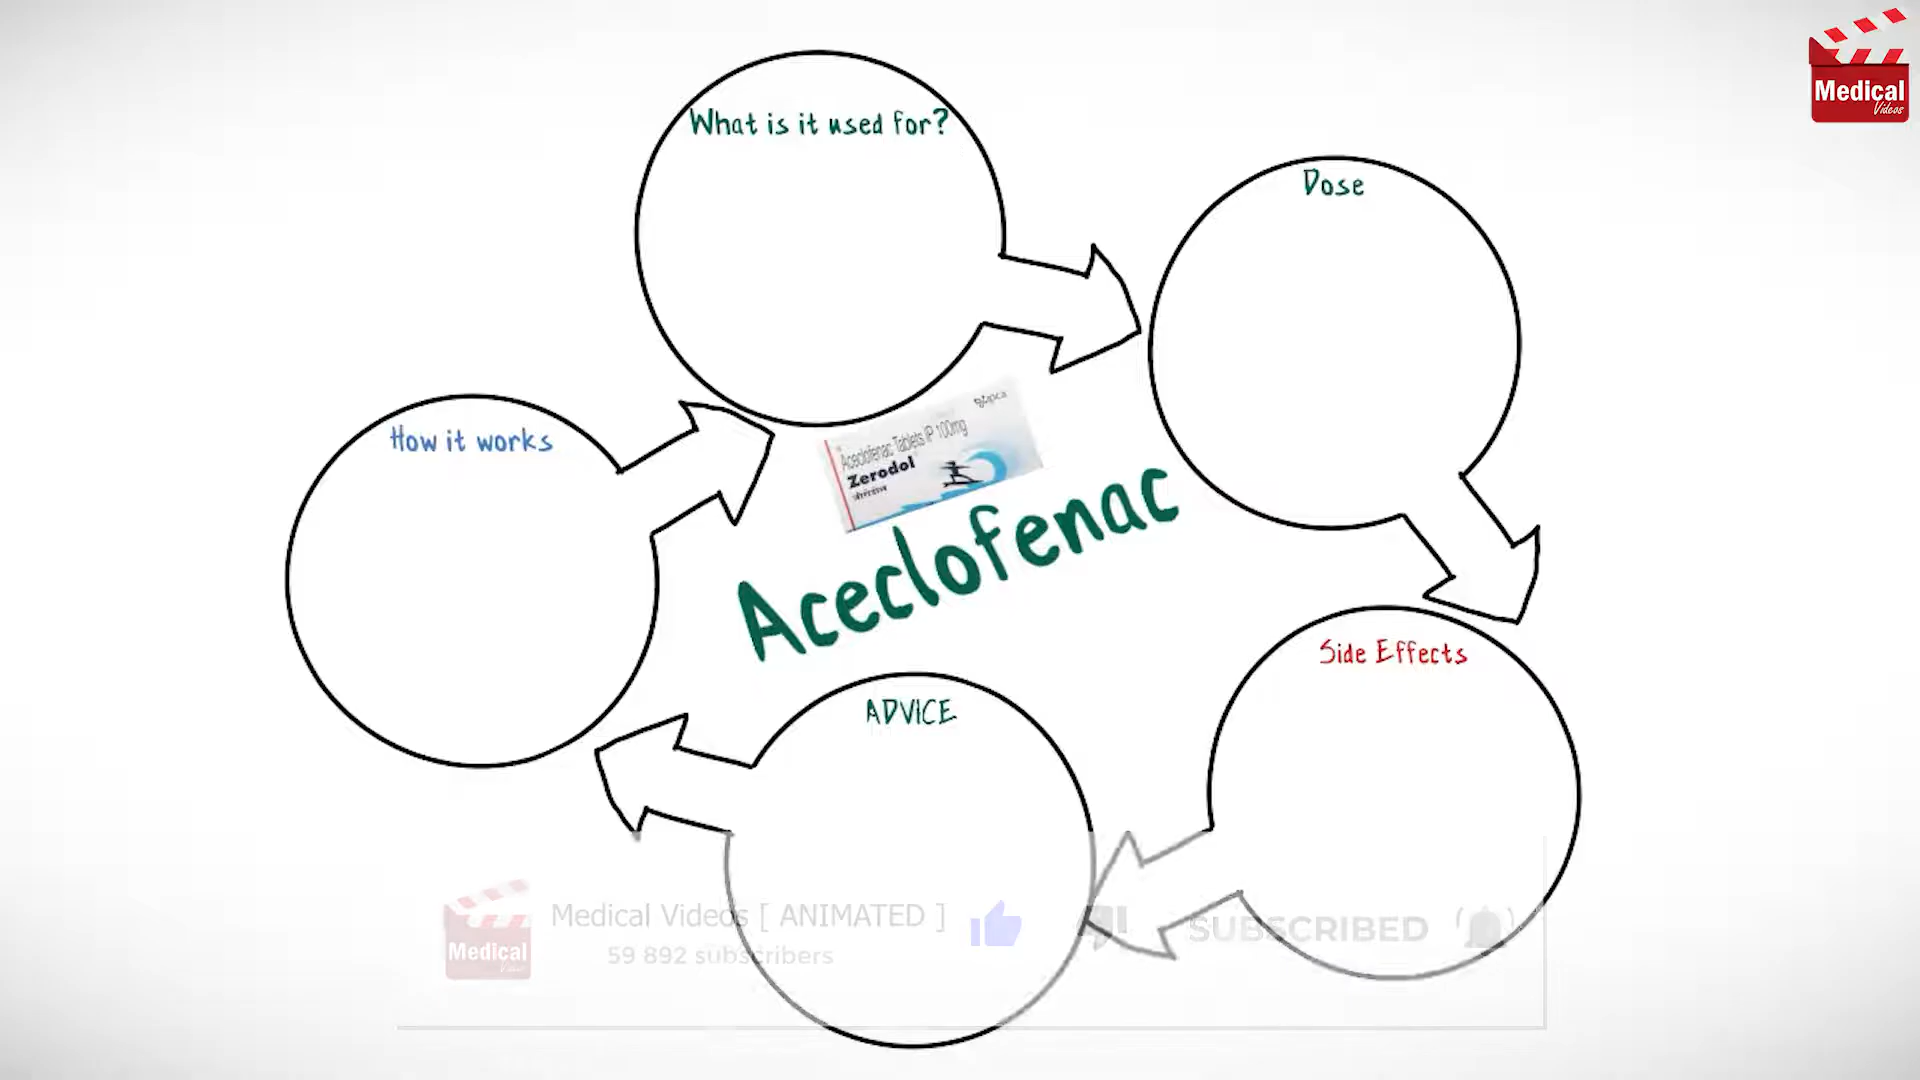 Medical
Videos
What is it used for?
Dose
How it works
Aceclofenac Tablets IP 100mg
Zerodol
Aceclofenac
Side Effects
ADVICE
Medical Videos [ ANIMATED ]
59 892 subscribers
SUBSCRIBED
Medical